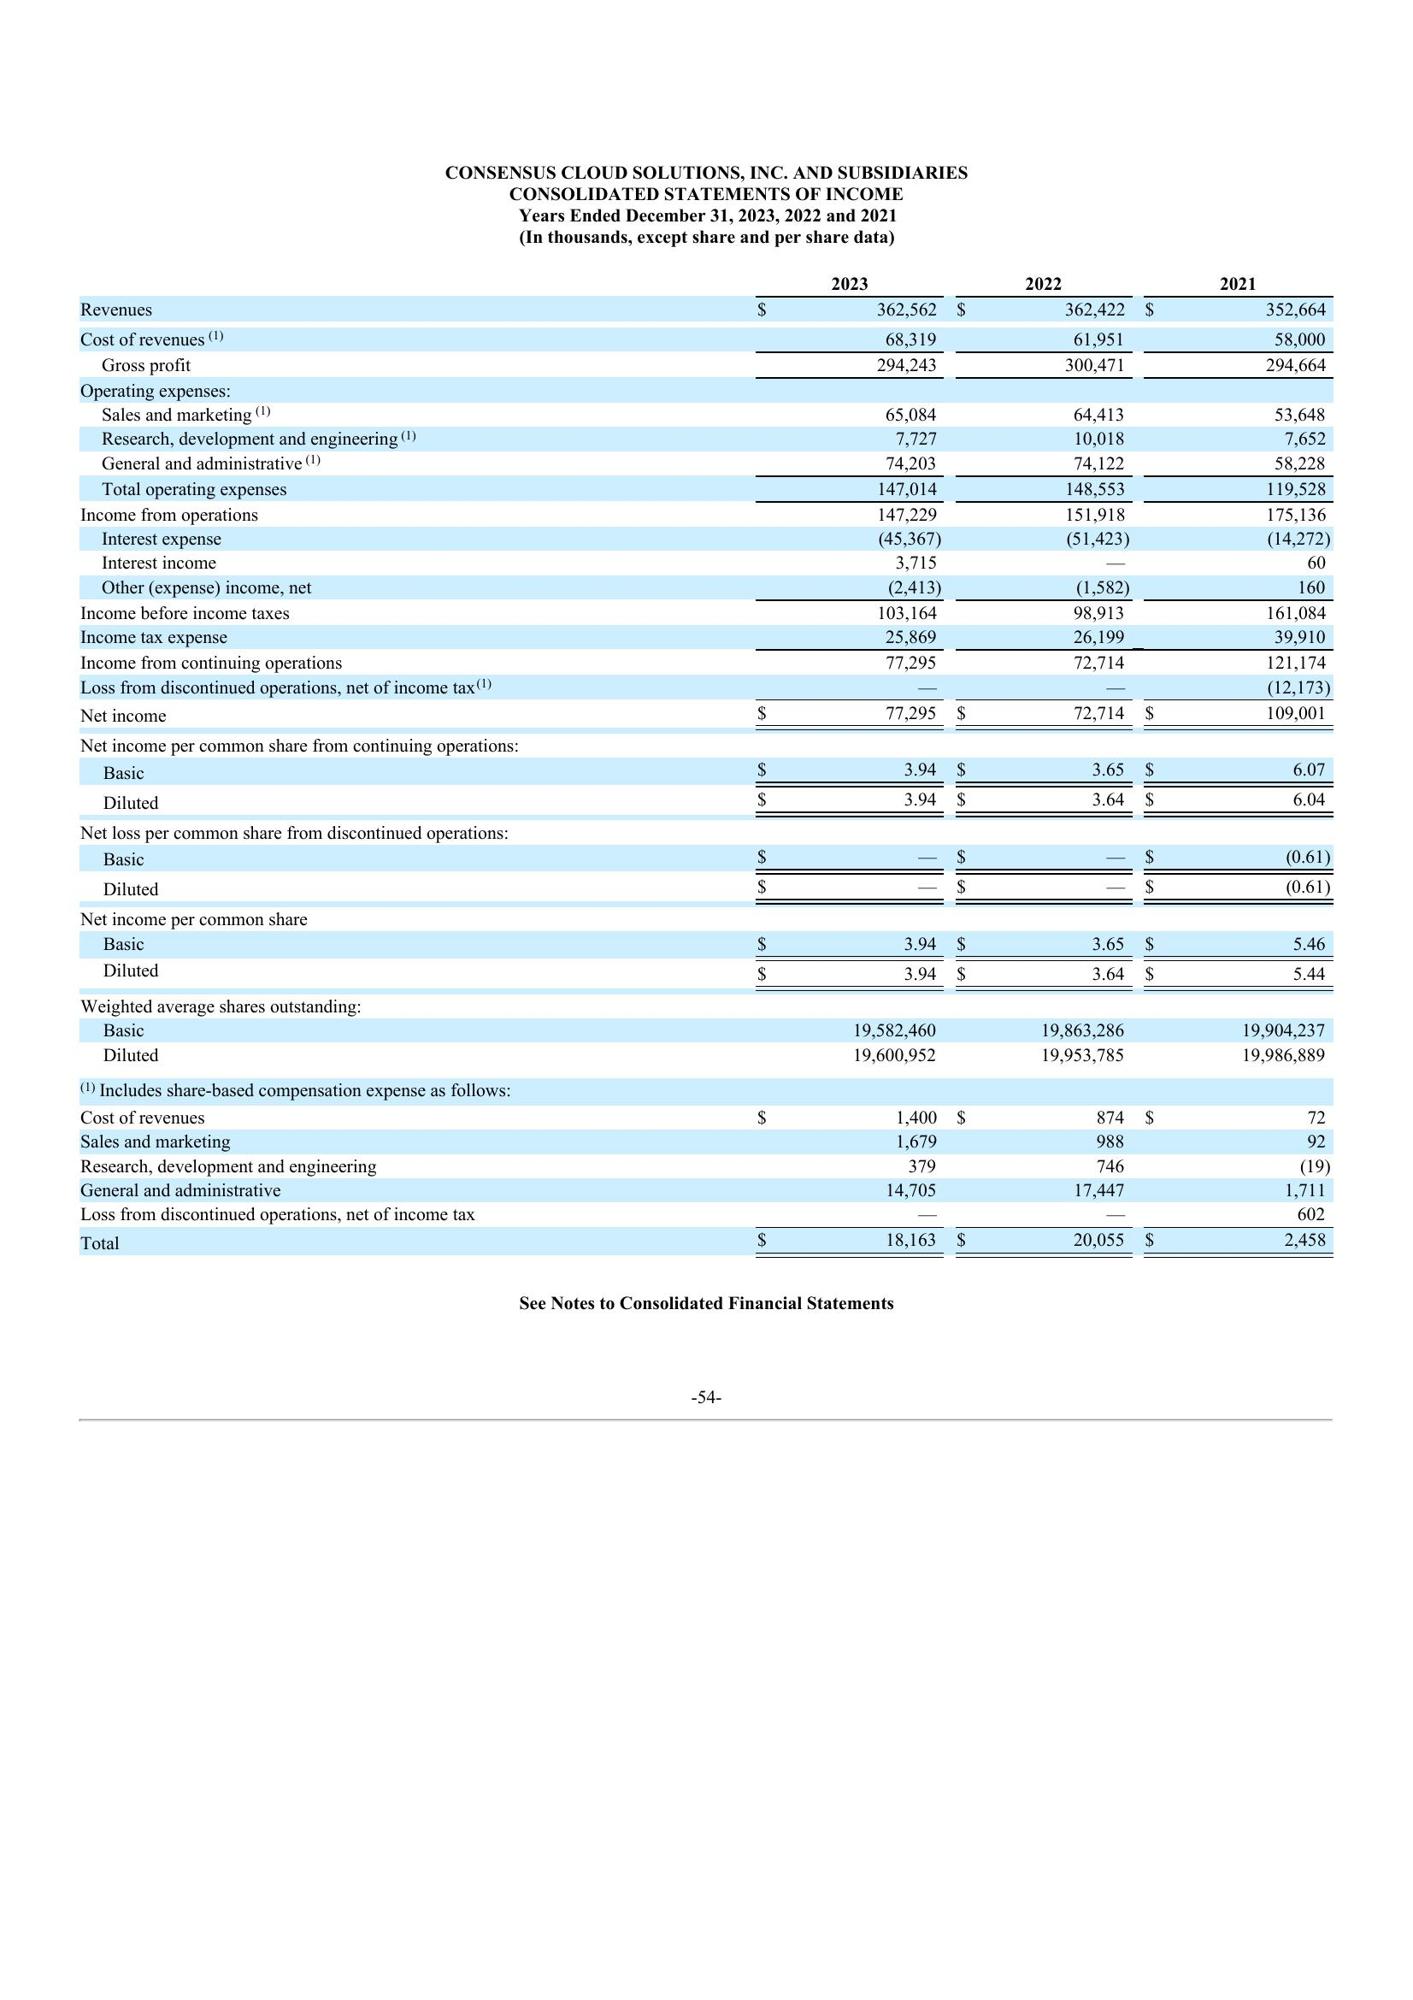 CONSENSUS CLOUD SOLUTIONS, INC. AND SUBSIDIARIES
CONSOLIDATED STATEMENTS OF INCOME
Years Ended December 31, 2023, 2022 and 2021
(In thousands, except share and per share data)
2023 2022 2021
Revenues $ 362,562 $ 362,422 $ 352,664
Cost of revenues (1) 68,319 61,951 58,000
Gross profit 294,243 300,471 294,664
Operating expenses:
Sales and marketing (1) 65,084 64,413 53,648
Research, development and engineering (1) 7,727 10,018 7,652
General and administrative (1) 74,203 74,122 58,228
Total operating expenses 147,014 148,553 119,528
Income from operations 147,229 151,918 175,136
Interest expense (45,367) (51,423) (14,272)
Interest income 3,715 — 60
Other (expense) income, net (2,413) (1,582) 160
Income before income taxes 103,164 98,913 161,084
Income tax expense 25,869 26,199 39,910
Income from continuing operations 77,295 72,714 121,174
Loss from discontinued operations, net of income tax (1) — — (12,173)
Net income $ 77,295 $ 72,714 $ 109,001
Net income per common share from continuing operations:
Basic $ 3.94 $ 3.65 $ 6.07
Diluted $ 3.94 $ 3.64 $ 6.04
Net loss per common share from discontinued operations:
Basic $ — $ — $ (0.61)
Diluted $ — $ — $ (0.61)
Net income per common share
Basic $ 3.94 $ 3.65 $ 5.46
Diluted $ 3.94 $ 3.64 $ 5.44
Weighted average shares outstanding:
Basic 19,582,460 19,863,286 19,904,237
Diluted 19,600,952 19,953,785 19,986,889
(1) Includes share-based compensation expense as follows:
Cost of revenues $ 1,400 $ 874 $ 72
Sales and marketing 1,679 988 92
Research, development and engineering 379 746 (19)
General and administrative 14,705 17,447 1,711
Loss from discontinued operations, net of income tax — — 602
Total $ 18,163 $ 20,055 $ 2,458
See Notes to Consolidated Financial Statements
-54-